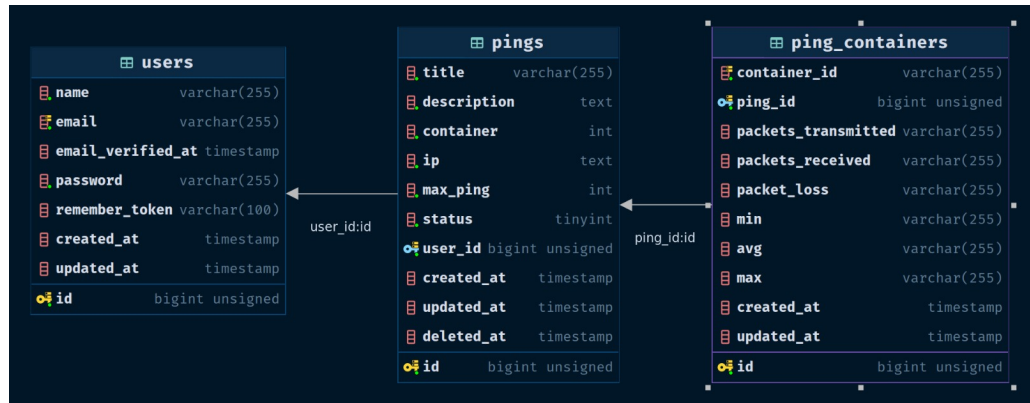 users
name varchar(255)
email varchar(255)
email_verified_at timestamp
password varchar(255)
remember_token varchar(100)
created_at timestamp
updated_at timestamp
id bigint unsigned
user_id:id
pings
title varchar(255)
description text
container int
ip text
max_ping int
status tinyint
user_id bigint unsigned
created_at timestamp
updated_at timestamp
deleted_at timestamp
id bigint unsigned
ping_id:id
ping_containers
container_id varchar(255)
ping_id bigint unsigned
packets_transmitted varchar(255)
packets_received varchar(255)
packet_loss varchar(255)
min varchar(255)
avg varchar(255)
max varchar(255)
created_at timestamp
updated_at timestamp
id bigint unsigned